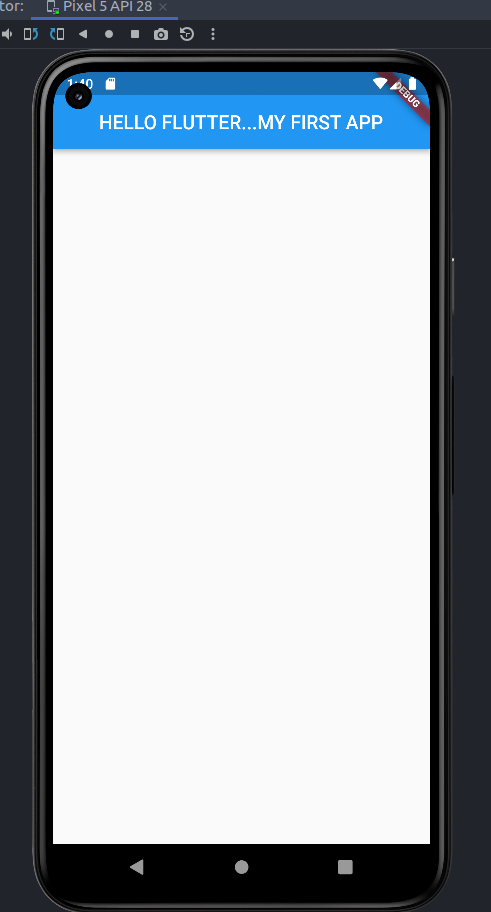 tor:
Pixel 5 API 28
1:40
DEBUG
HELLO FLUTTER...MY FIRST APP